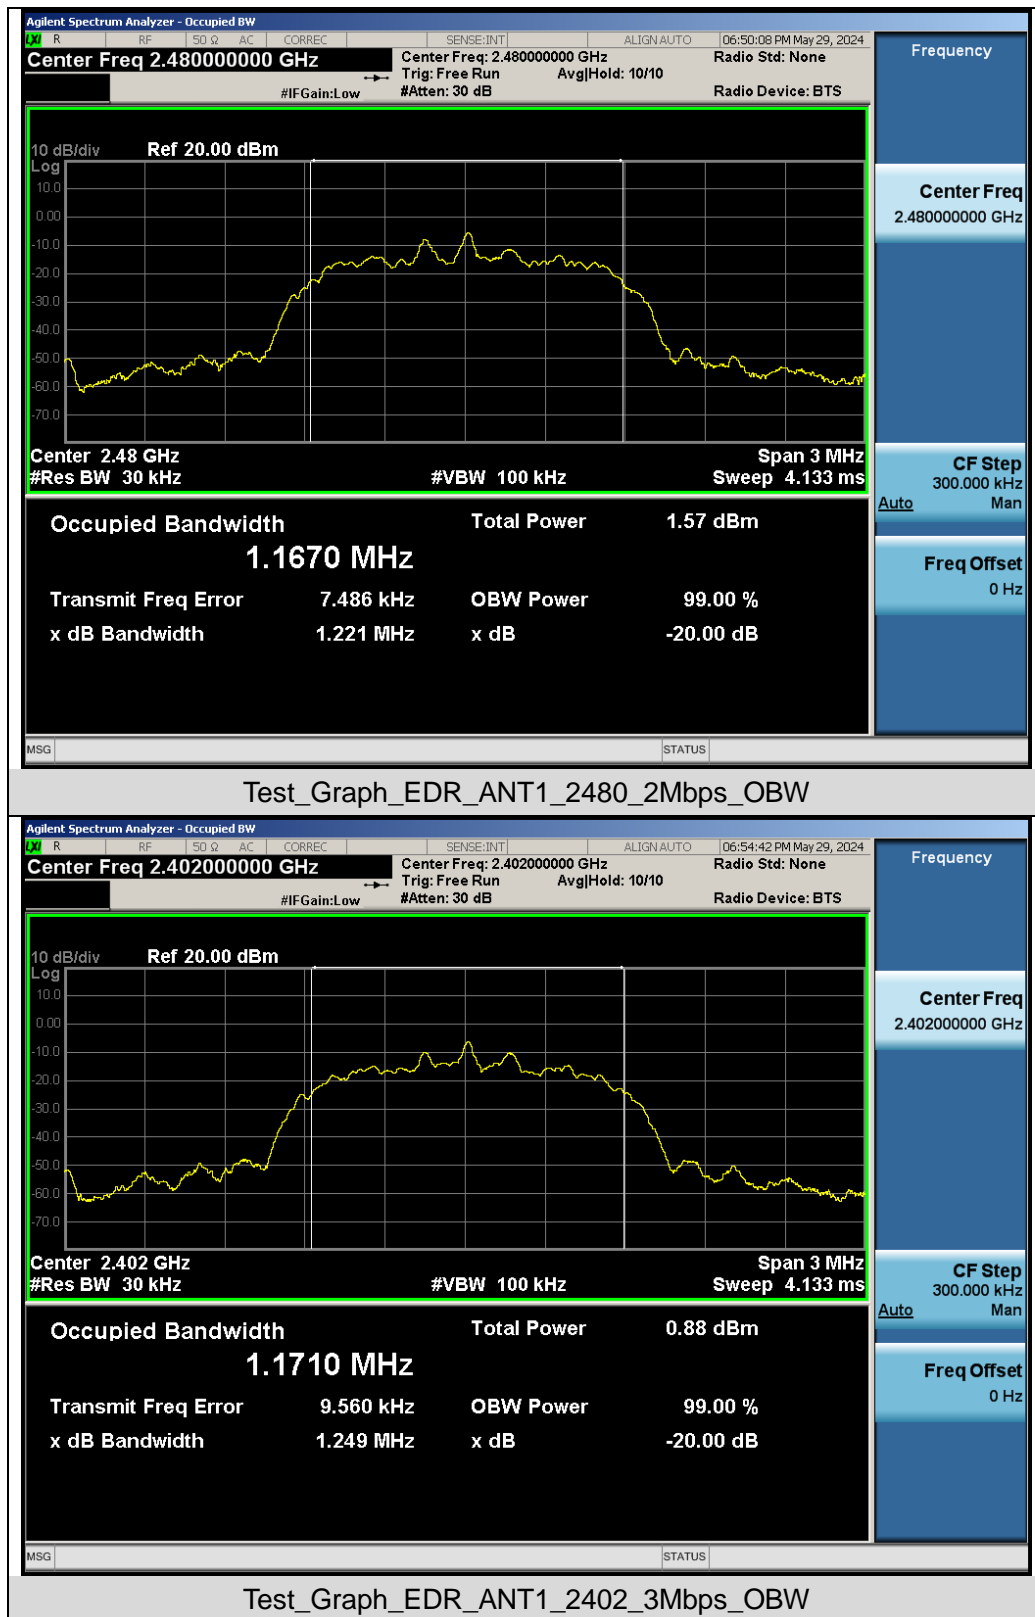 Agilent Spectrum Analyzer - Occupied BW
LXI R RF 50 Ω AC CORREC SENSE:INT ALIGN AUTO 06:50:08 PM May 29, 2024
Center Freq 2.480000000 GHz Center Freq: 2.480000000 GHz Radio Std: None Frequency
Trig: Free Run Avg|Hold: 10/10
#IFGain:Low #Atten: 30 dB Radio Device: BTS
10 dB/div Ref 20.00 dBm
Log
10.0
0.00
-10.0
-20.0
-30.0
-40.0
-50.0
-60.0
-70.0
Center 2.48 GHz Span 3 MHz
#Res BW 30 kHz #VBW 100 kHz Sweep 4.133 ms
Center Freq
2.480000000 GHz
CF Step
300.000 kHz
Auto Man
Freq Offset
0 Hz
Occupied Bandwidth Total Power 1.57 dBm
1.1670 MHz
Transmit Freq Error 7.486 kHz OBW Power 99.00 %
x dB Bandwidth 1.221 MHz x dB -20.00 dB
MSG STATUS
Test_Graph_EDR_ANT1_2480_2Mbps_OBW
Agilent Spectrum Analyzer - Occupied BW
LXI R RF 50 Ω AC CORREC SENSE:INT ALIGN AUTO 06:54:42 PM May 29, 2024
Center Freq 2.402000000 GHz Center Freq: 2.402000000 GHz Radio Std: None Frequency
Trig: Free Run Avg|Hold: 10/10
#IFGain:Low #Atten: 30 dB Radio Device: BTS
10 dB/div Ref 20.00 dBm
Log
10.0
0.00
-10.0
-20.0
-30.0
-40.0
-50.0
-60.0
-70.0
Center 2.402 GHz Span 3 MHz
#Res BW 30 kHz #VBW 100 kHz Sweep 4.133 ms
Center Freq
2.402000000 GHz
CF Step
300.000 kHz
Auto Man
Freq Offset
0 Hz
Occupied Bandwidth Total Power 0.88 dBm
1.1710 MHz
Transmit Freq Error 9.560 kHz OBW Power 99.00 %
x dB Bandwidth 1.249 MHz x dB -20.00 dB
MSG STATUS
Test_Graph_EDR_ANT1_2402_3Mbps_OBW